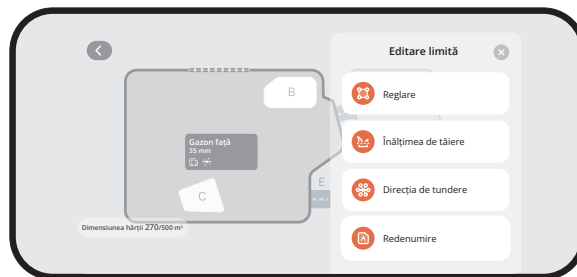 Editare limită
B
Reglare
Gazon față
35 mm
Înălțimea de tăiere
E
Direcția de tundere
C
Dimensiunea hărții 270/500 m²
A
Redenumire